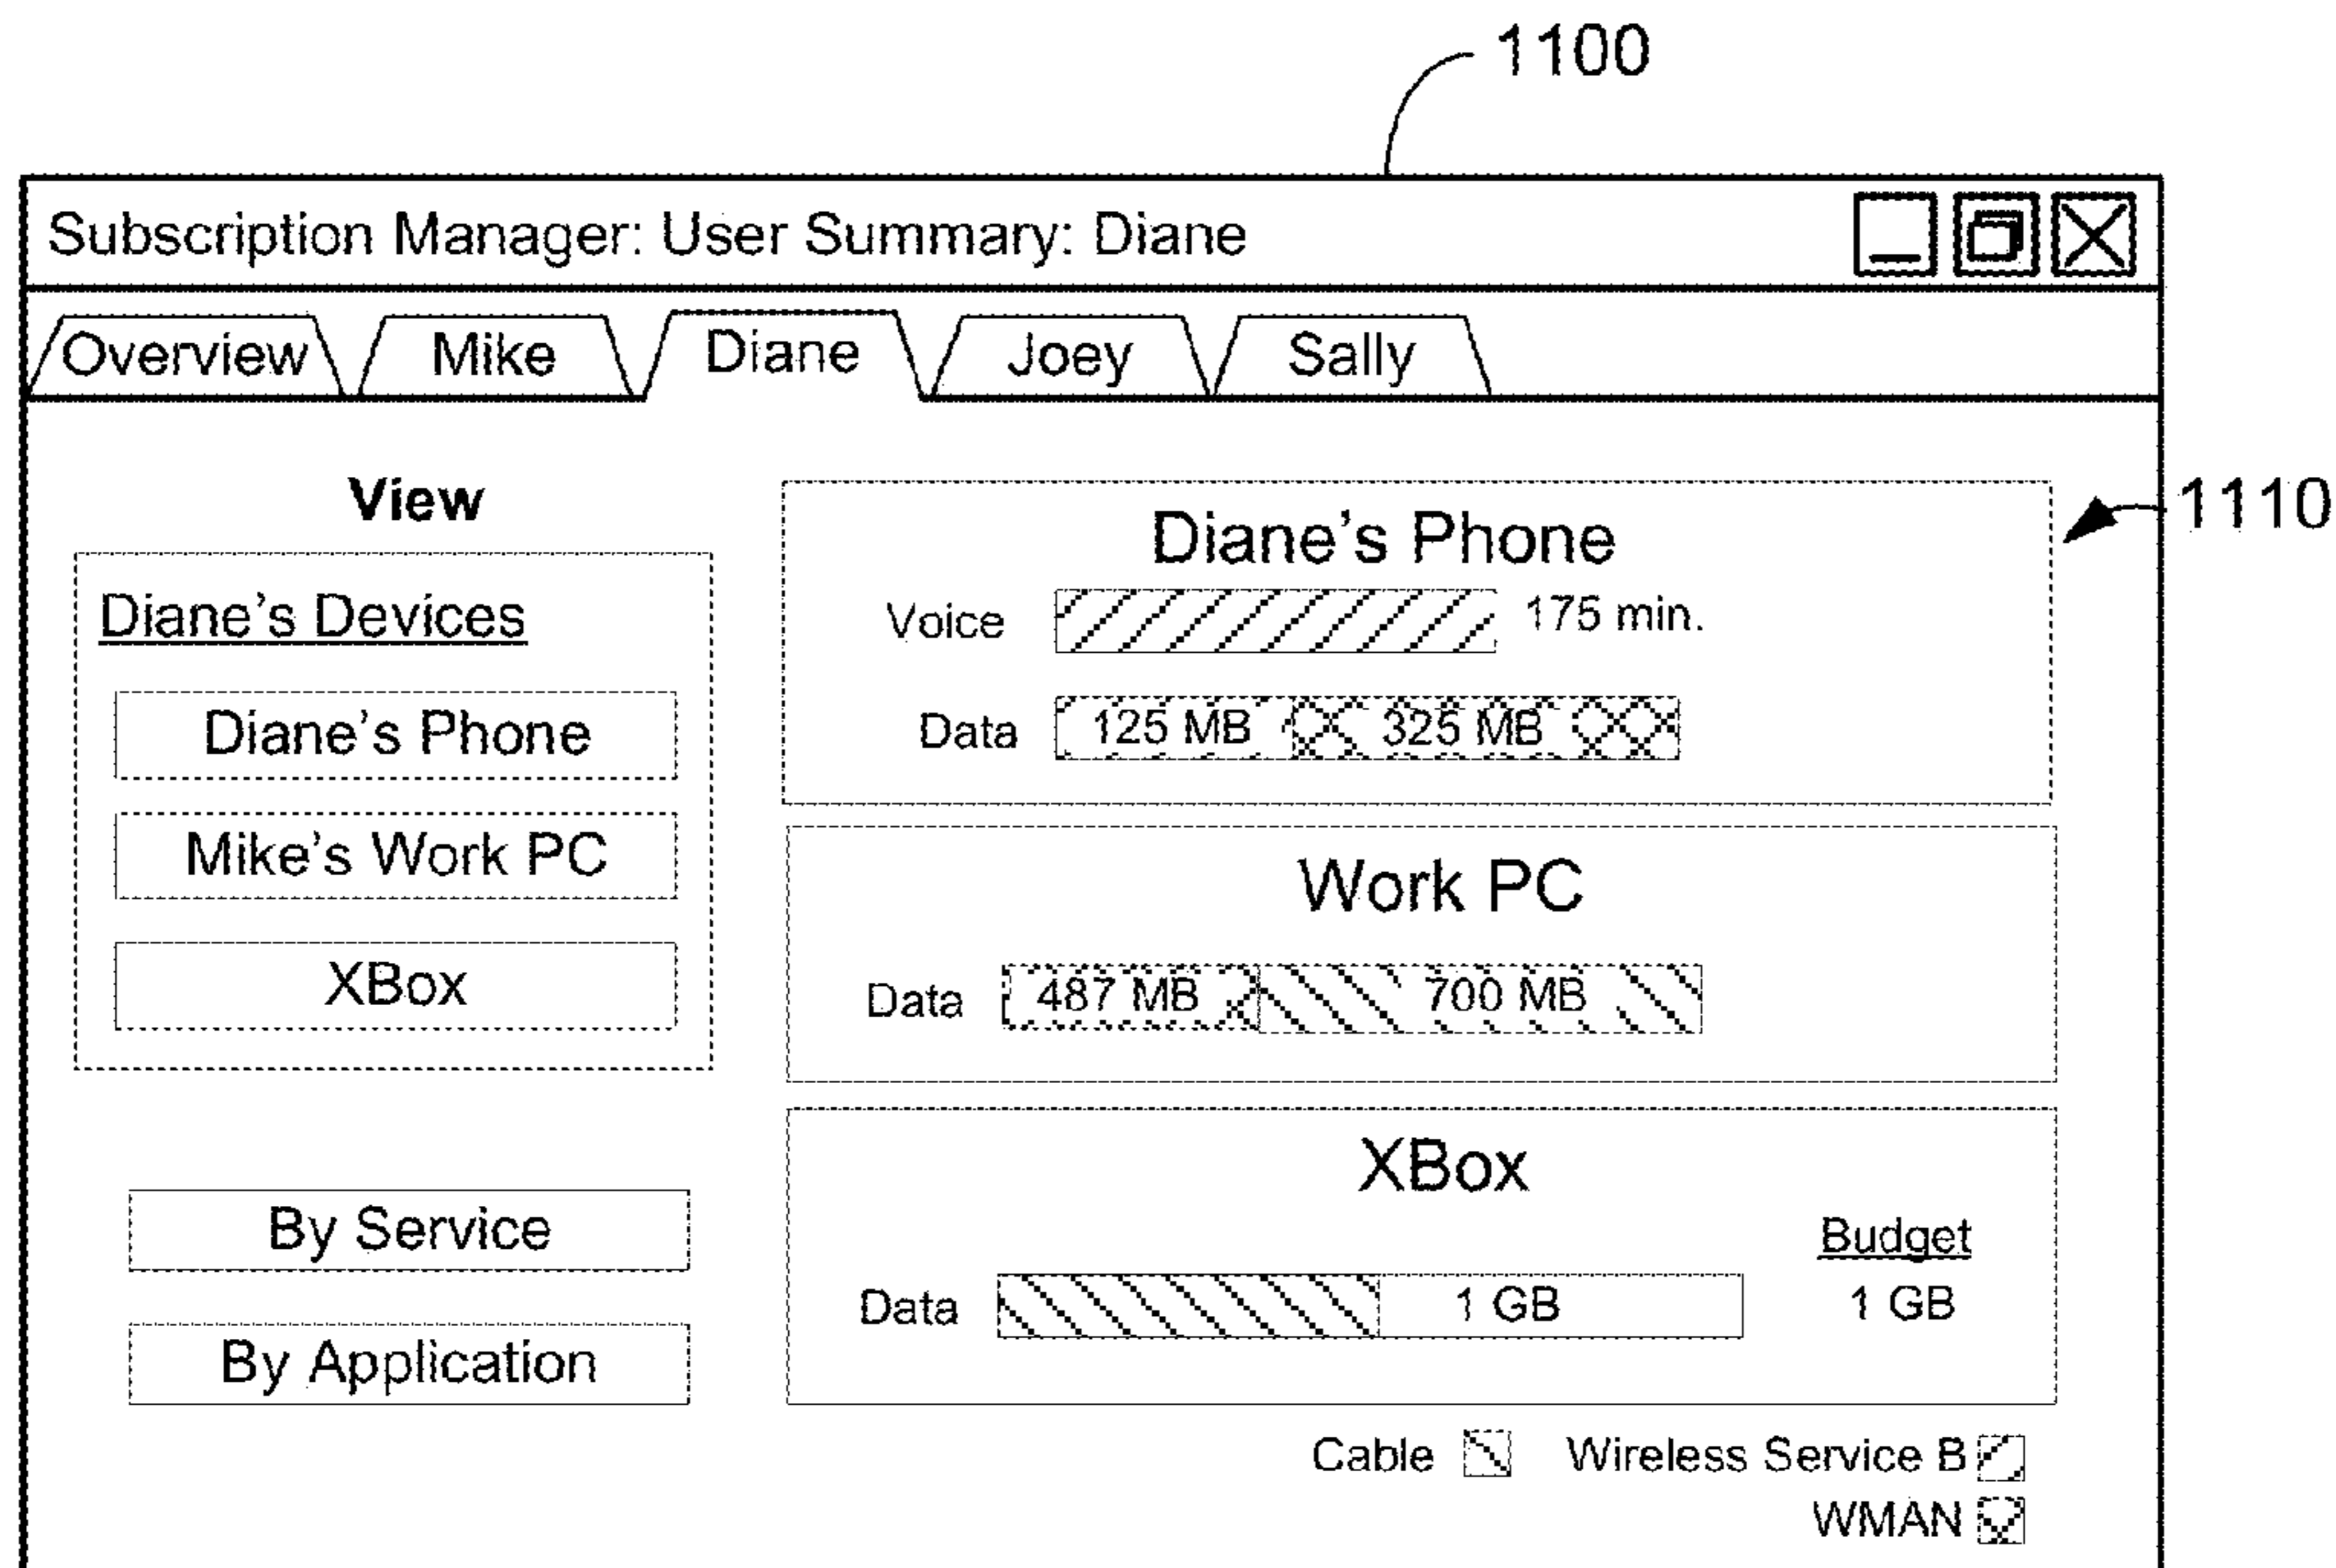 1100
Subscription Manager: User Summary: Diane
Overview Mike Diane Joey Sally
View
Diane's Devices
Diane's Phone
Mike's Work PC
XBox
By Service
By Application
1110
Diane's Phone
Voice 175 min.
Data 125 MB 325 MB
Work PC
Data 487 MB 700 MB
XBox
Budget
Data 1 GB 1 GB
Cable Wireless Service B
WMAN